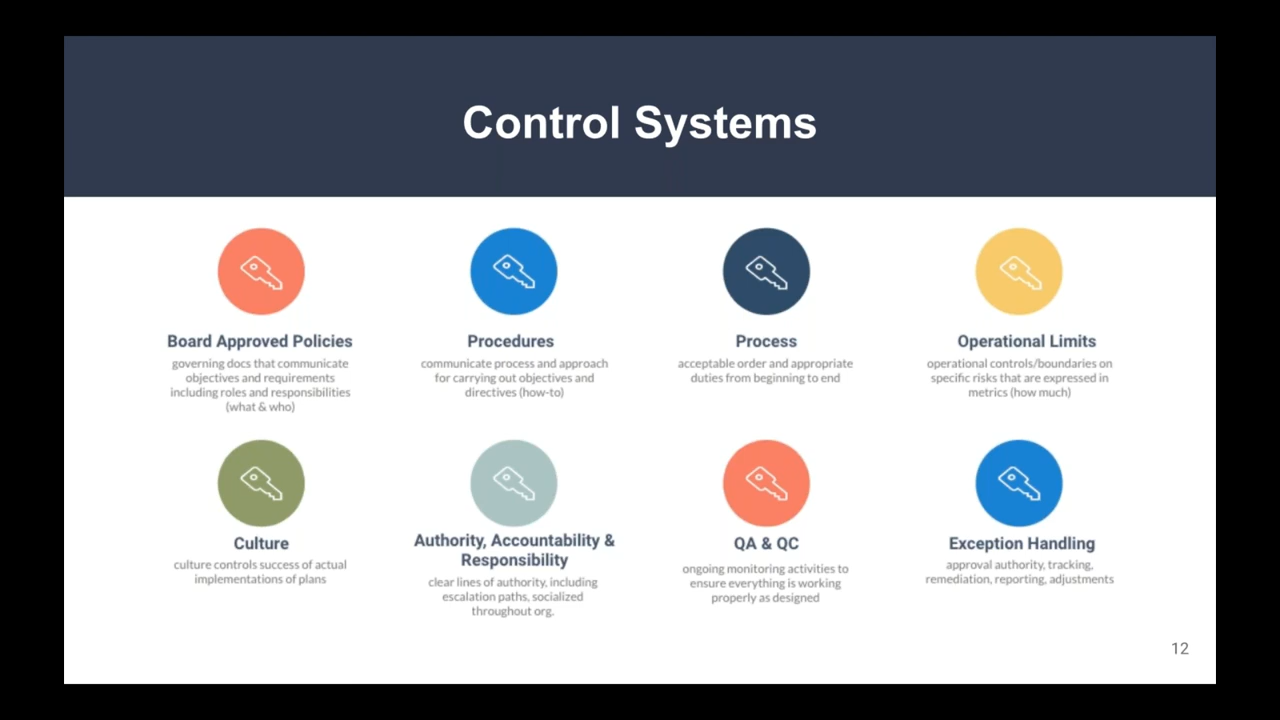 Control Systems
Board Approved Policies
governing docs that communicate
objectives and requirements
including roles and responsibilities
(what & who)
Procedures
communicate process and approach
for carrying out objectives and
directives (how-to)
Process
acceptable order and appropriate
duties from beginning to end
Operational Limits
operational controls/boundaries on
specific risks that are expressed in
metrics (how much)
Culture
culture controls success of actual
implementations of plans
Authority, Accountability &
Responsibility
clear lines of authority, including
escalation paths, socialized
throughout org.
QA & QC
ongoing monitoring activities to
ensure everything is working
properly as designed
Exception Handling
approval authority, tracking,
remediation, reporting, adjustments
12